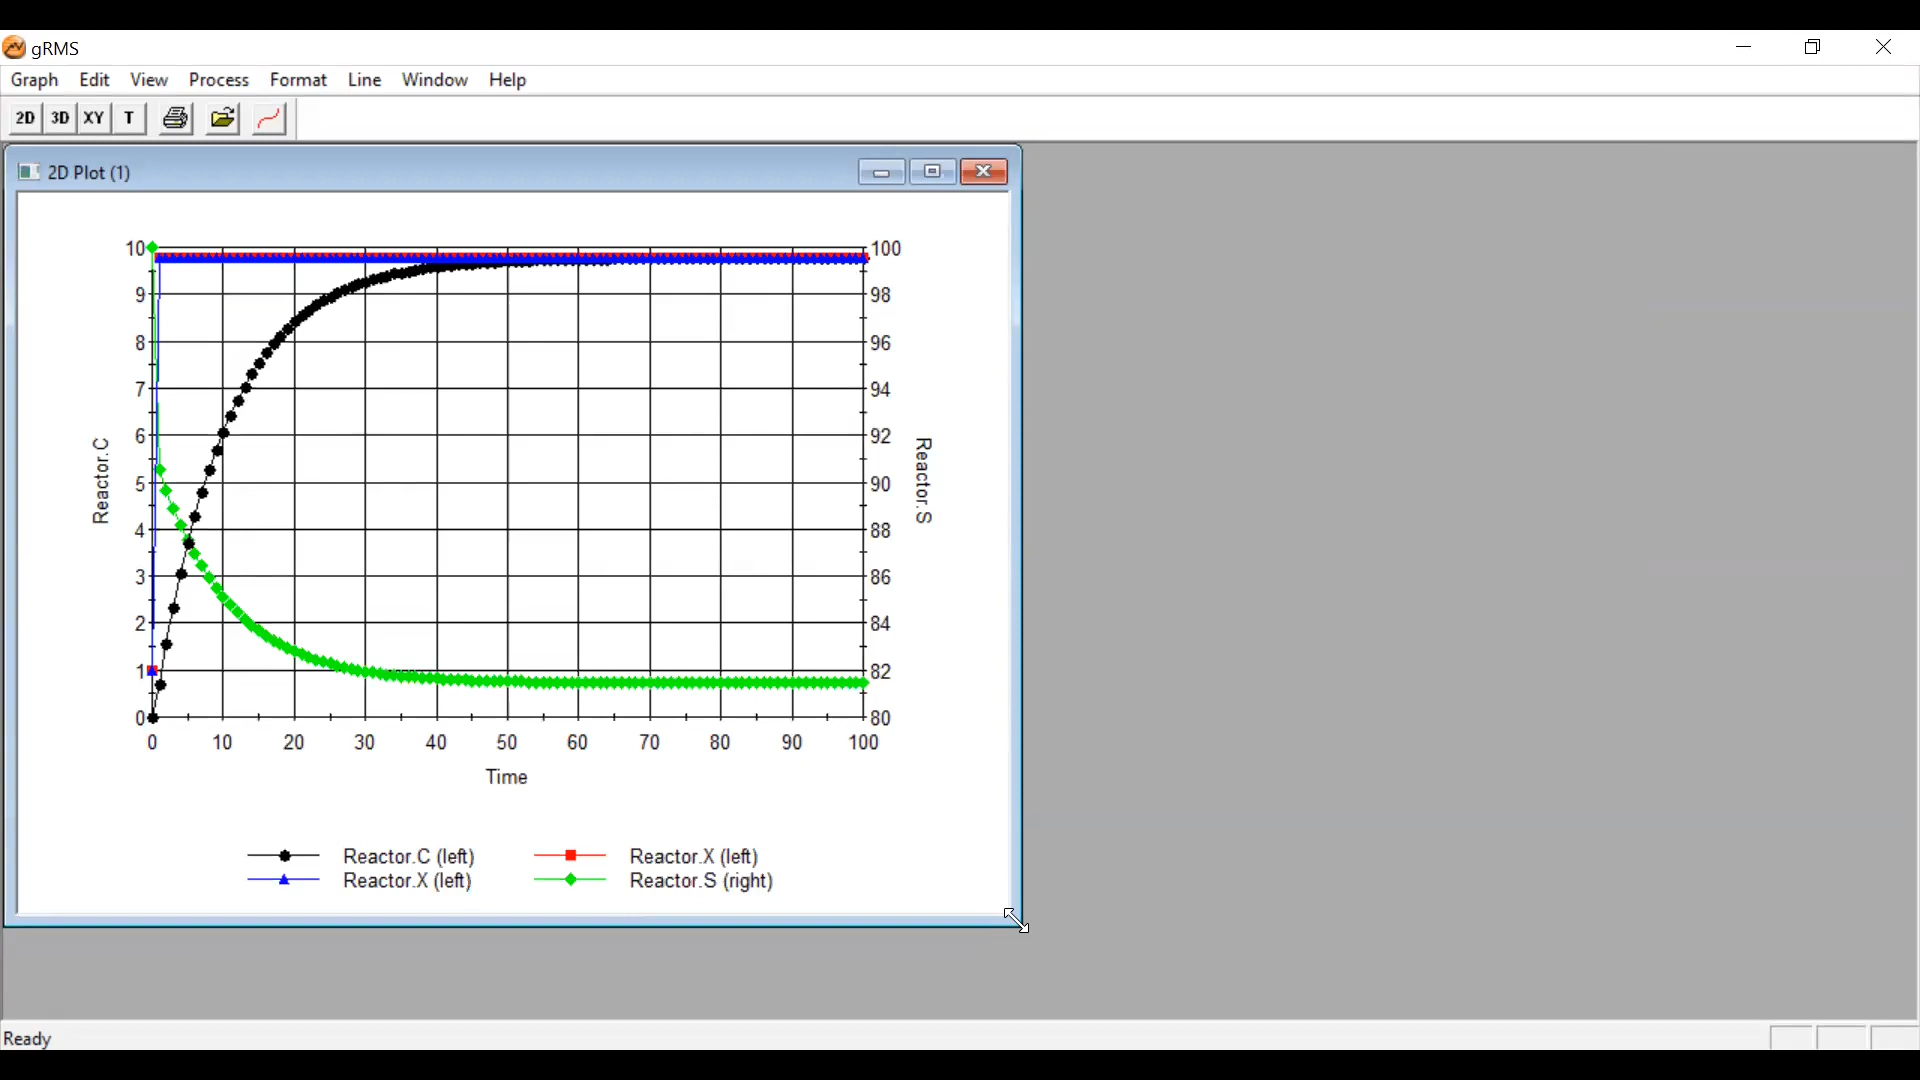 gRMS
Graph Edit View Process Format Line Window Help
2D 3D XY T
2D Plot (1)
10 100
9 98
8 96
7 94
6 92
5 90
4 88
3 86
2 84
1 82
0 80
Reactor.C
Reactor.S
0 10 20 30 40 50 60 70 80 90 100
Time
Reactor.C (left) Reactor.X (left)
Reactor.X (left) Reactor.S (right)
Ready